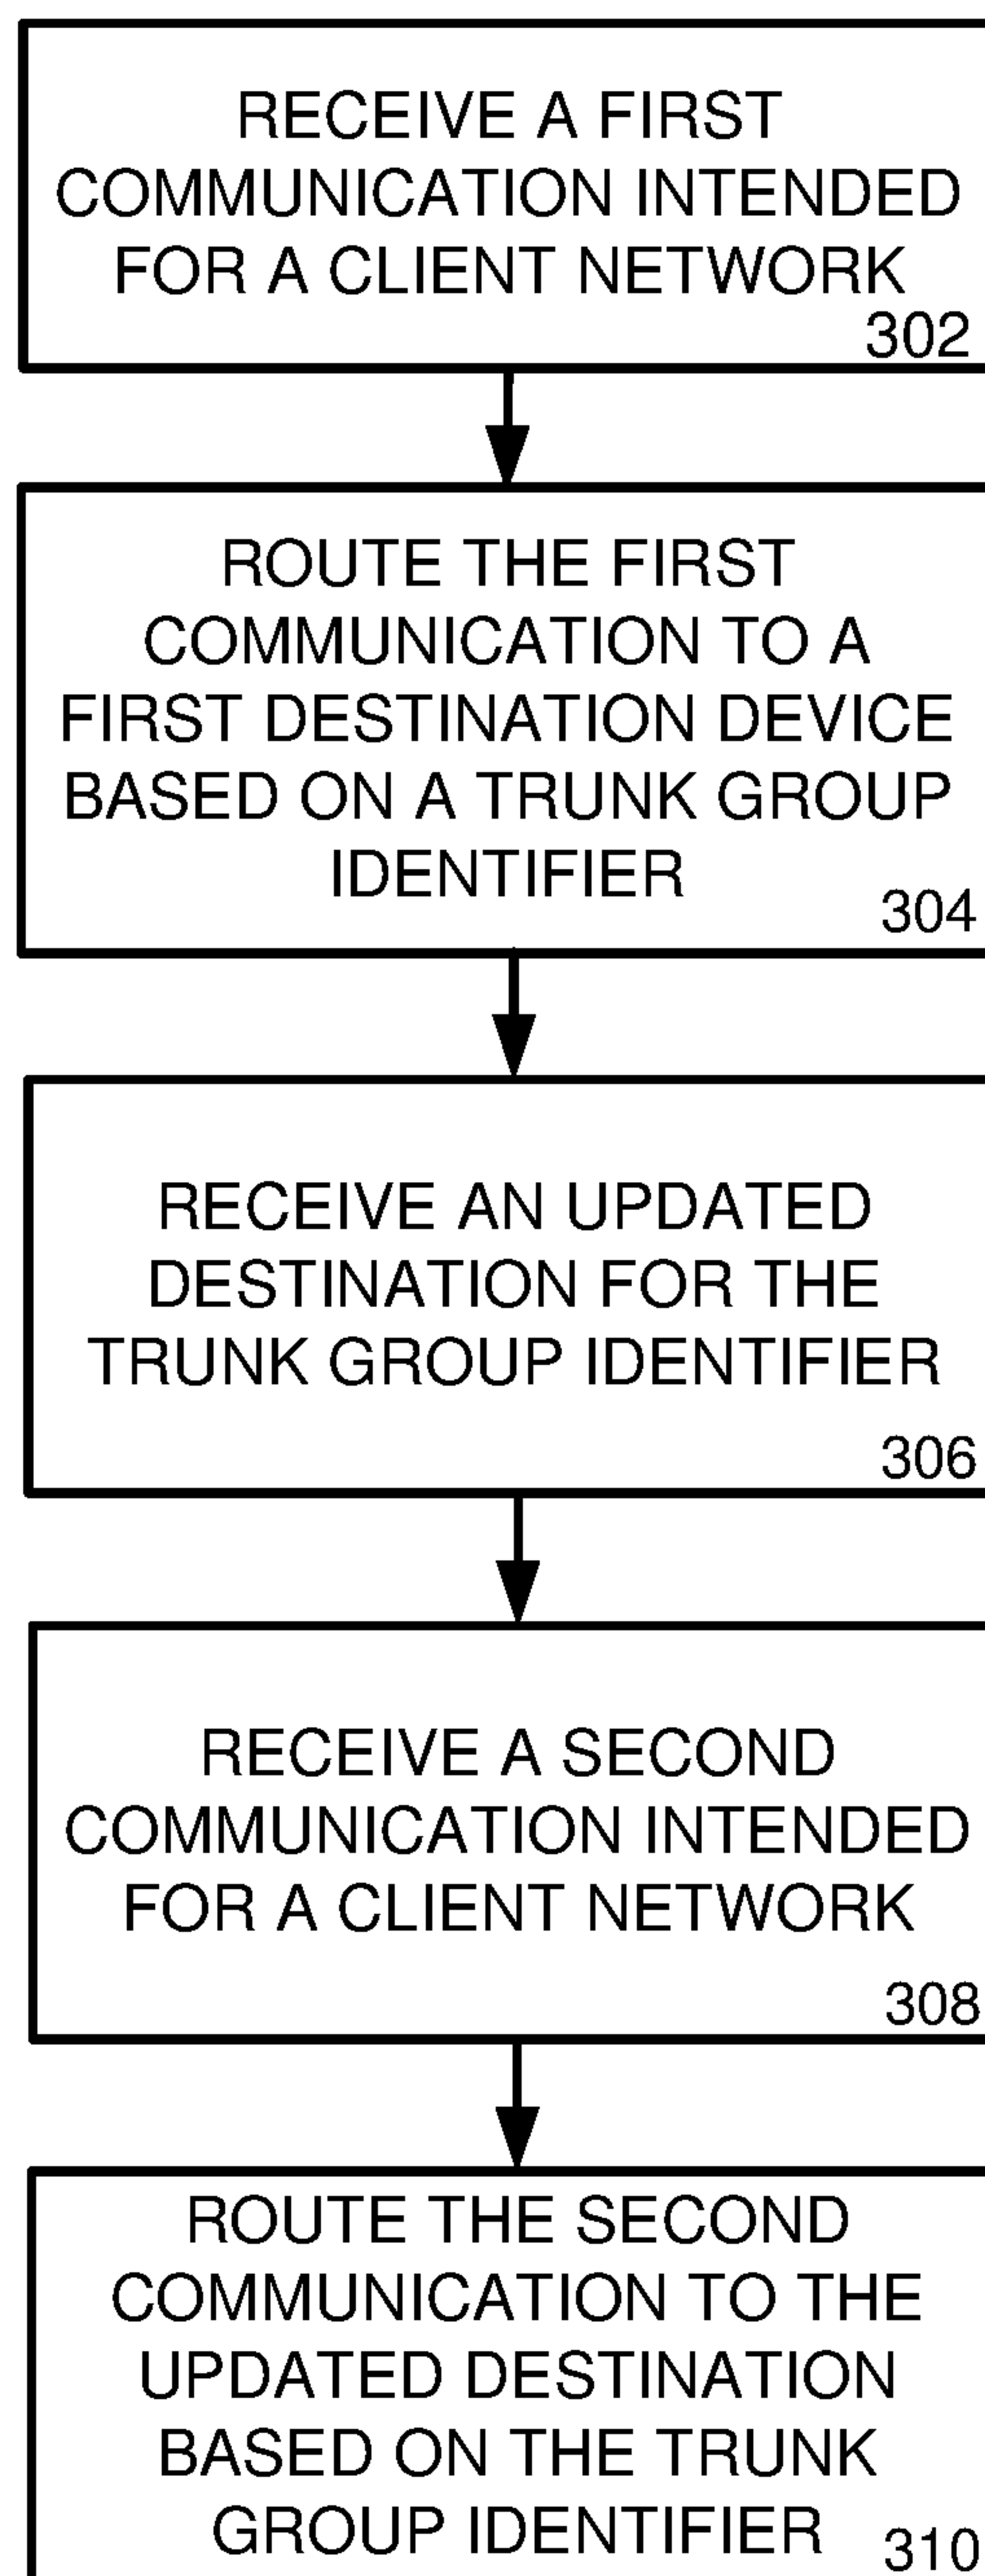 RECEIVE A FIRST
COMMUNICATION INTENDED
FOR A CLIENT NETWORK
302
ROUTE THE FIRST
COMMUNICATION TO A
FIRST DESTINATION DEVICE
BASED ON A TRUNK GROUP
IDENTIFIER
304
RECEIVE AN UPDATED
DESTINATION FOR THE
TRUNK GROUP IDENTIFIER
306
RECEIVE A SECOND
COMMUNICATION INTENDED
FOR A CLIENT NETWORK
308
ROUTE THE SECOND
COMMUNICATION TO THE
UPDATED DESTINATION
BASED ON THE TRUNK
GROUP IDENTIFIER
310